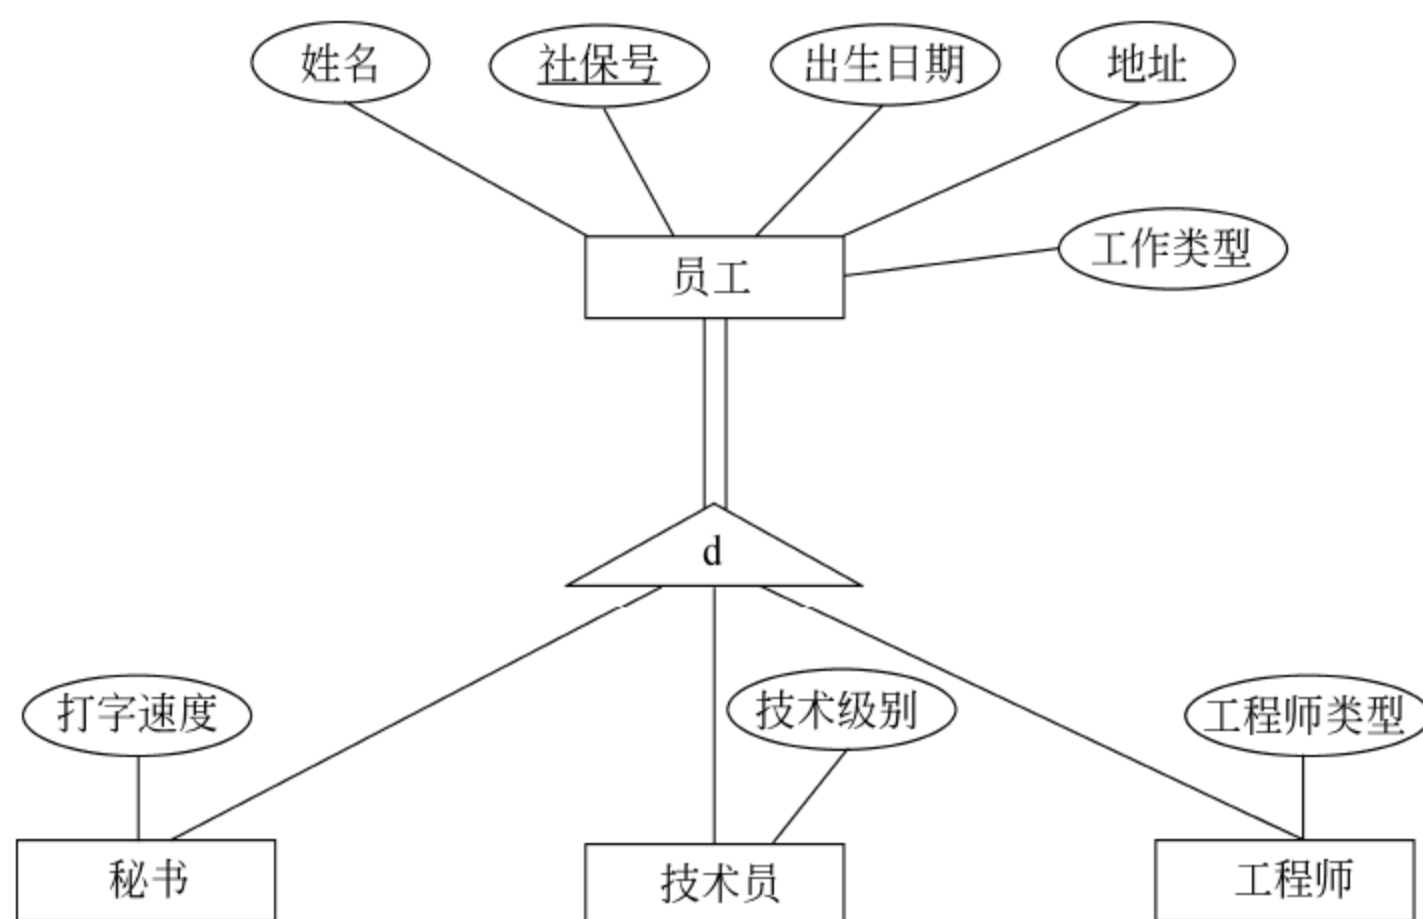 姓名
社保号
出生日期
地址
工作类型
员工
d
打字速度
技术级别
工程师类型
秘书
技术员
工程师